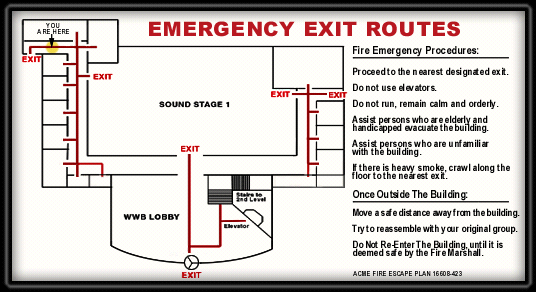 EMERGENCY EXIT ROUTES
YOU
ARE HERE
EXIT
EXIT
SOUND STAGE 1
EXIT
EXIT
EXIT
WWB LOBBY
Stairs to
2nd Level
Elevator
EXIT
Fire Emergency Procedures:
Proceed to the nearest designated exit.
Do not use elevators.
Do not run, remain calm and orderly.
Assist persons who are elderly and
handicapped evacuate the building.
Assist persons who are unfamiliar
with the building.
If there is heavy smoke, crawl along the
floor to the nearest exit.
Once Outside The Building:
Move a safe distance away from the building.
Try to reassemble with your original group.
Do Not Re-Enter The Building, until it is
deemed safe by the Fire Marshall.
ACME FIRE ESCAPE PLAN 16608-423